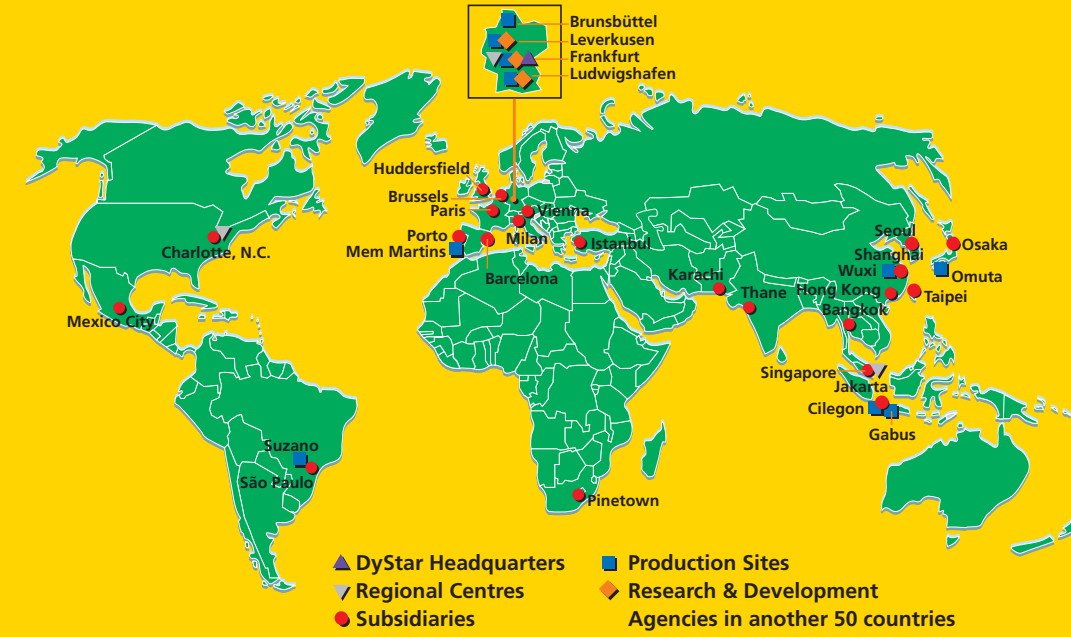 Brunsbüttel
Leverkusen
Frankfurt
Ludwigshafen
Huddersfield
Brussels
Paris
Vienna
Porto
Milan
Istanbul
Mem Martins
Barcelona
Charlotte, N.C.
Mexico City
Seoul
Osaka
Shanghai
Wuxi
Omuta
Karachi
Thane
Hong Kong
Taipei
Bangkok
Singapore
Jakarta
Cilegon
Gabus
Suzano
São Paulo
Pinetown
DyStar Headquarters
Production Sites
Regional Centres
Research & Development
Subsidiaries
Agencies in another 50 countries